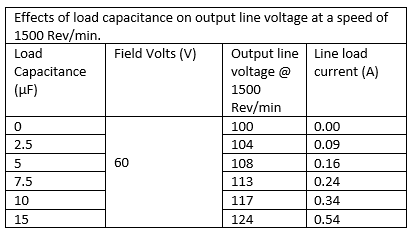 Effects of load capacitance on output line voltage at a speed of
1500 Rev/min.
Load Capacitance (µF) Field Volts (V) Output line voltage @ 1500 Rev/min Line load current (A)
0 100 0.00
2.5 104 0.09
5 60 108 0.16
7.5 113 0.24
10 117 0.34
15 124 0.54